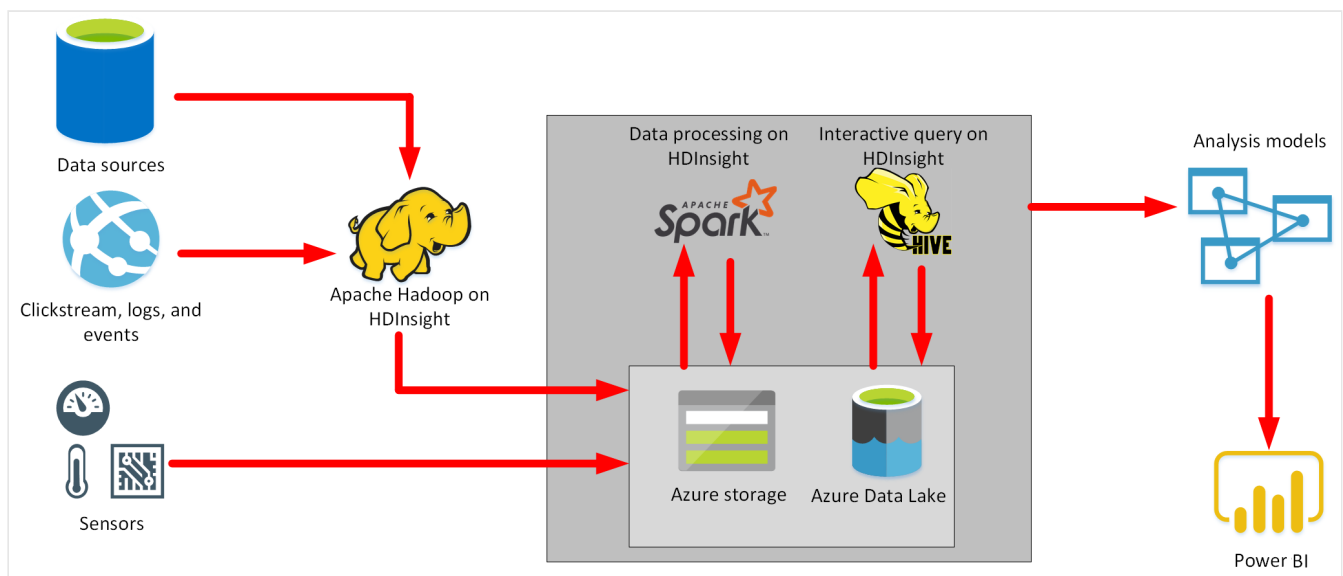 Data sources
Clickstream, logs, and
events
Sensors
Apache Hadoop on
HDInsight
Data processing on
HDInsight
APACHE
Spark™
Interactive query on
HDInsight
HIVE
Azure storage
Azure Data Lake
Analysis models
Power BI